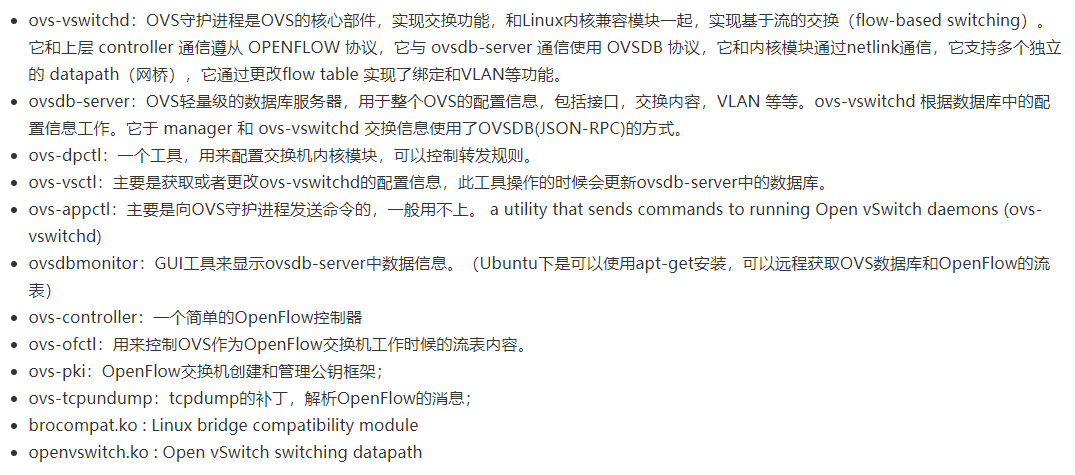 ovs-vswitchd：OVS守护进程是OVS的核心部件，实现交换功能，和Linux内核兼容模块一起，实现基于流的交换（flow-based switching）。
它和上层 controller 通信遵从 OPENFLOW 协议，它与 ovsdb-server 通信使用 OVSDB 协议，它和内核模块通过netlink通信，它支持多个独立
的 datapath（网桥），它通过更改flow table 实现了绑定和VLAN等功能。
ovsdb-server：OVS轻量级的数据库服务器，用于整个OVS的配置信息，包括接口，交换内容，VLAN 等等。ovs-vswitchd 根据数据库中的配
置信息工作。它于 manager 和 ovs-vswitchd 交换信息使用了OVSDB(JSON-RPC)的方式。
ovs-dpctl：一个工具，用来配置交换机内核模块，可以控制转发规则。
ovs-vsctl：主要是获取或者更改ovs-vswitchd的配置信息，此工具操作的时候会更新ovsdb-server中的数据库。
ovs-appctl：主要是向OVS守护进程发送命令的，一般用不上。 a utility that sends commands to running Open vSwitch daemons (ovs-
vswitchd)
ovsdbmonitor：GUI工具来显示ovsdb-server中数据信息。（Ubuntu下是可以使用apt-get安装，可以远程获取OVS数据库和OpenFlow的流
表）
ovs-controller：一个简单的OpenFlow控制器
ovs-ofctl：用来控制OVS作为OpenFlow交换机工作时候的流表内容。
ovs-pki：OpenFlow交换机创建和管理公钥框架；
ovs-tcpundump：tcpdump的补丁，解析OpenFlow的消息；
brocompat.ko : Linux bridge compatibility module
openvswitch.ko : Open vSwitch switching datapath